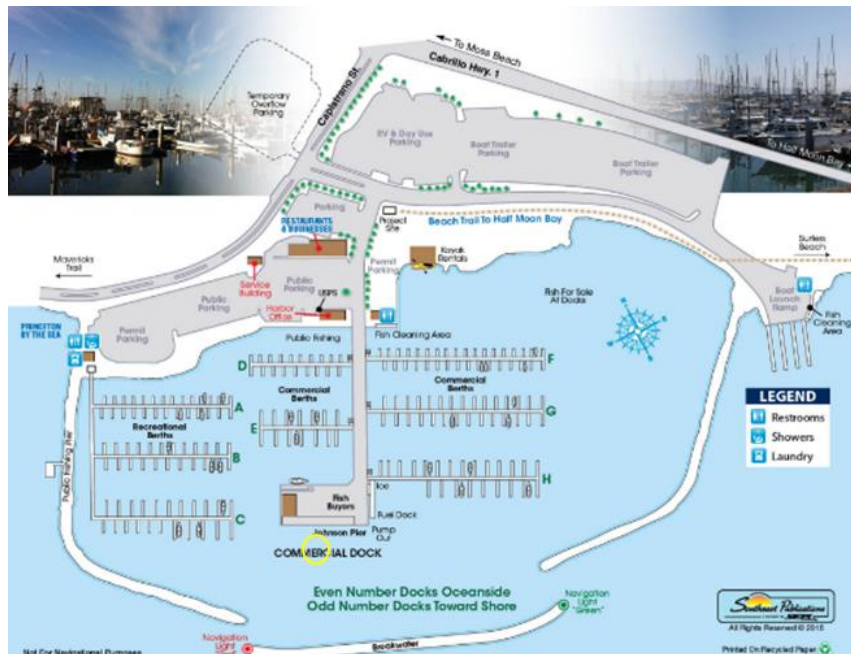 To Moss Beach
Cabrillo Hwy. 1
Capistrano St.
Temporary
Overflow
Parking
RV & Day Use
Parking
Boat Trailer
Parking
Boat Trailer
Parking
To Half Moon Bay
Parking
RESTAURANTS
& BUSINESSES
Project
Site
Beach Trail To Half Moon Bay
Mavericks
Trail
Surfers
Beach
Service
Building
Public
Parking
Permit
Parking
Kayak
Rentals
USPS
Fish For Sale
At Docks
Boat
Launch
Ramp
Public
Parking
Harbor
Office
Fish
Cleaning
Area
PRINCETON
BY THE SEA
Permit
Parking
Public Fishing
Fish Cleaning Area
D
F
Commercial
Berths
Commercial
Berths
A
G
Recreational
Berths
E
B
H
LEGEND
Restrooms
Showers
Laundry
Public Fishing Pier
Ice
Fish
Buyers
Fuel Dock
C
Johnson Pier
Pump
Out
COMMERCIAL DOCK
Even Number Docks Oceanside
Odd Number Docks Toward Shore
Navigation
Light
"Green"
Southeast Publications
All Rights Reserved © 2015
Navigation
Light
Breakwater
Not For Navigational Purposes
Printed On Recycled Paper